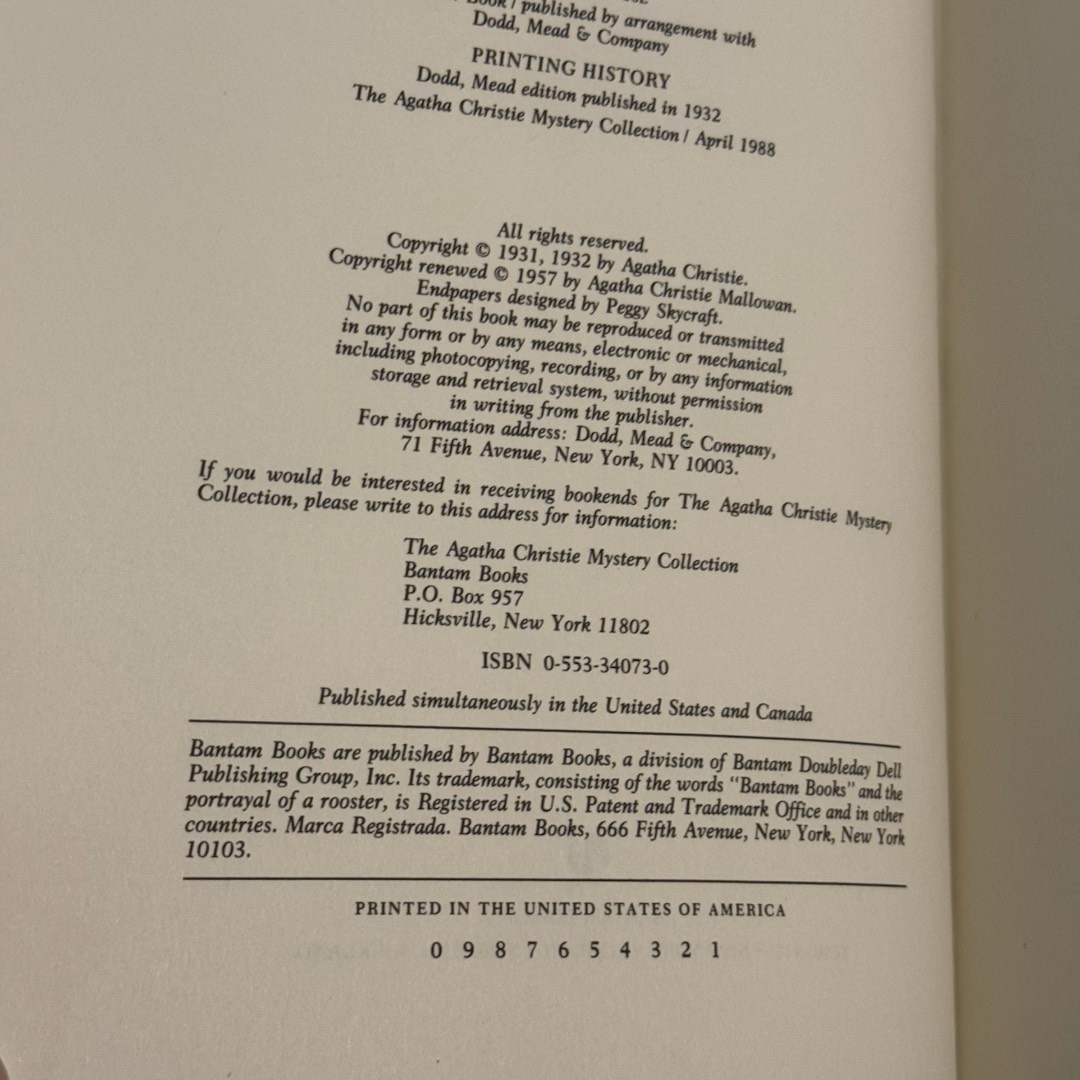 Book / published by arrangement with
Dodd, Mead & Company
PRINTING HISTORY
Dodd, Mead edition published in 1932
The Agatha Christie Mystery Collection / April 1988
All rights reserved.
Copyright © 1931, 1932 by Agatha Christie.
Copyright renewed © 1957 by Agatha Christie Mallowan.
Endpapers designed by Peggy Skycraft.
No part of this book may be reproduced or transmitted
in any form or by any means, electronic or mechanical,
including photocopying, recording, or by any information
storage and retrieval system, without permission
in writing from the publisher.
For information address: Dodd, Mead & Company,
71 Fifth Avenue, New York, NY 10003.
If you would be interested in receiving bookends for The Agatha Christie Mystery
Collection, please write to this address for information:
The Agatha Christie Mystery Collection
Bantam Books
P.O. Box 957
Hicksville, New York 11802
ISBN 0-553-34073-0
Published simultaneously in the United States and Canada
Bantam Books are published by Bantam Books, a division of Bantam Doubleday Dell
Publishing Group, Inc. Its trademark, consisting of the words "Bantam Books" and the
portrayal of a rooster, is Registered in U.S. Patent and Trademark Office and in other
countries. Marca Registrada. Bantam Books, 666 Fifth Avenue, New York, New York
10103.
PRINTED IN THE UNITED STATES OF AMERICA
0 9 8 7 6 5 4 3 2 1